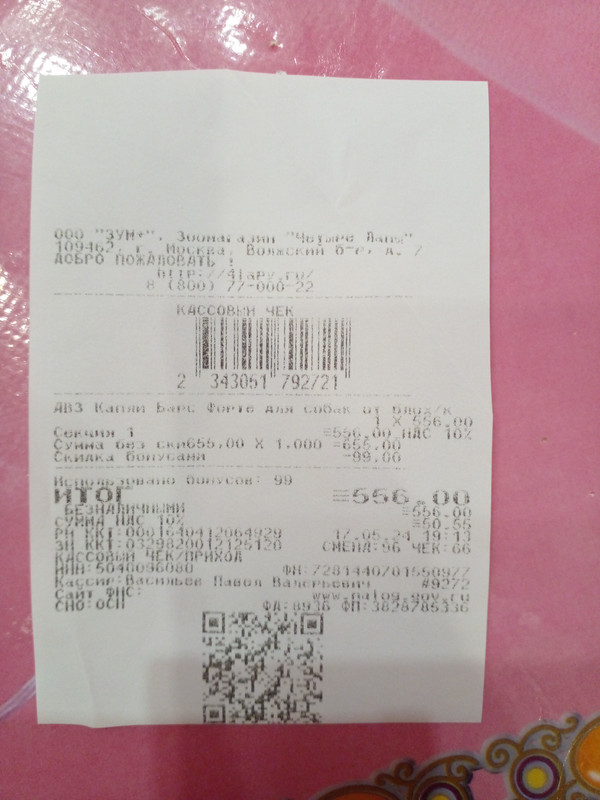 ООО "ЗУМ+", Зоомагазин "Четыре Лапы"
109462, г. Москва, Волжский б-р, д. 7
ДОБРО ПОЖАЛОВАТЬ !
http://4lapy.ru/
8 (800) 77-000-22
КАССОВЫЙ ЧЕК
2 343051 792721
АВЗ Капли Барс Форте для собак от блох/к
1 X 556.00
Секция 1 =556.00 НДС 10%
Сумма без ски655.00 X 1.000 =655.00
Скидка бонусами -99.00
Использовано бонусов: 99
ИТОГ ≡556.00
БЕЗНАЛИЧНЫМИ =556.00
СУММА НДС 10% =50.55
РН ККТ:0001640412064929 17.05.24 19:13
ЗН ККТ:0329820012125120 СМЕНА:96 ЧЕК:66
КАССОВЫЙ ЧЕК/ПРИХОД
ИНН:5040096080
Кассир:Васильев Павел Валерьевич #9272
Сайт ФНС: www.nalog.gov.ru
СНО:ОСН ФД:8938 ФП:3828785336